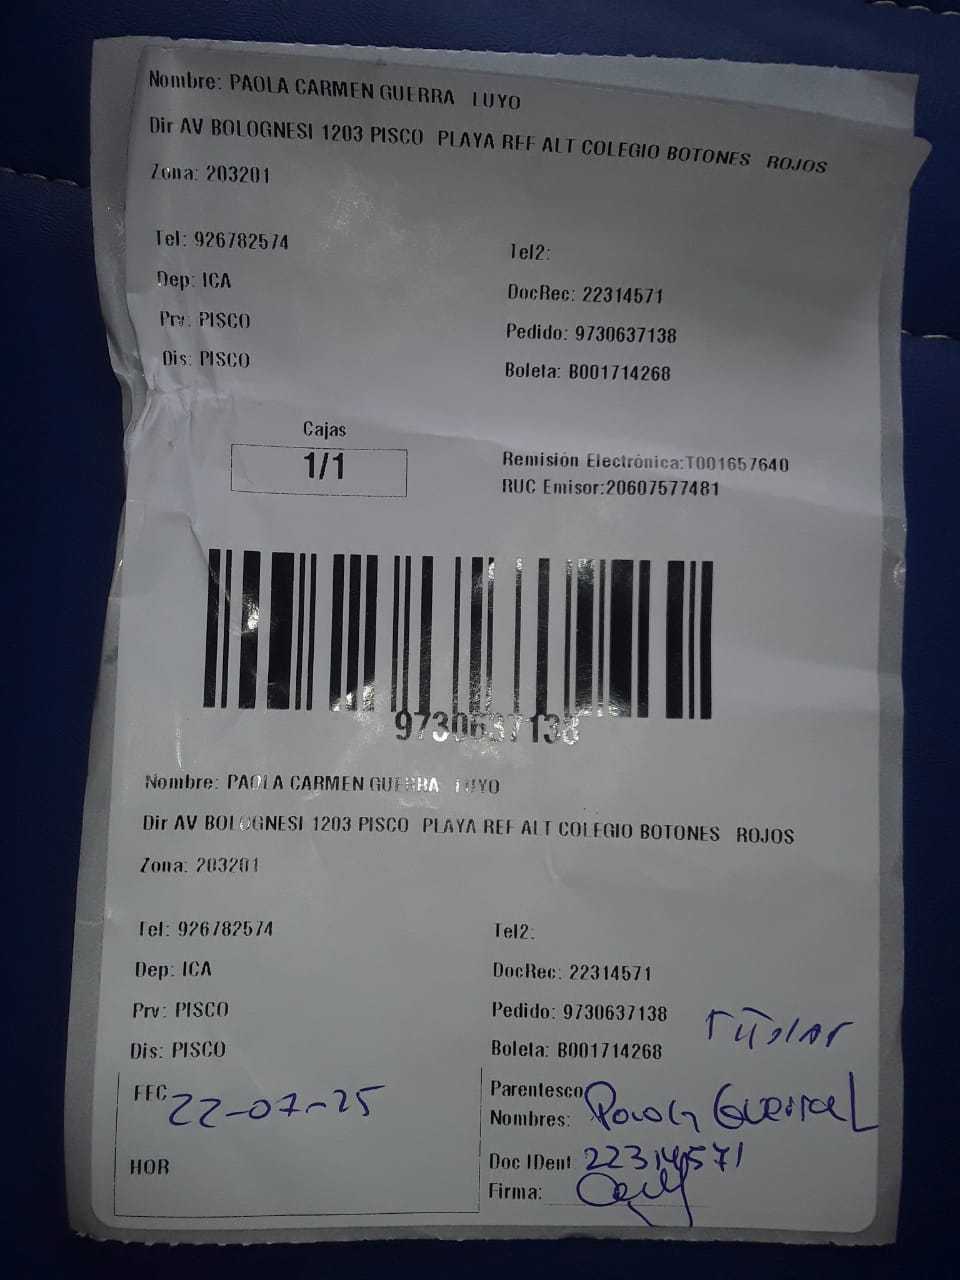 Nombre: PAOLA CARMEN GUERRA LUYO
Dir AV BOLOGNESI 1203 PISCO PLAYA REF ALT COLEGIO BOTONES ROJOS
Zona: 203201
Tel: 926782574
Tel2:
Dep: ICA
DocRec: 22314571
Prv: PISCO
Pedido: 9730637138
Dis: PISCO
Boleta: B001714268
Cajas
1/1
Remisión Electrónica:T001657640
RUC Emisor:20607577481
9730637138
Nombre: PAOLA CARMEN GUERRA LUYO
Dir AV BOLOGNESI 1203 PISCO PLAYA REF ALT COLEGIO BOTONES ROJOS
Zona: 203201
Tel: 926782574
Tel2:
Dep: ICA
DocRec: 22314571
Prv: PISCO
Pedido: 9730637138
Titular
Dis: PISCO
Boleta: B001714268
FEC 22-07-25
Parentesco
Nombres: Paola Guerra L
HOR
Doc IDent 22314571
Firma: